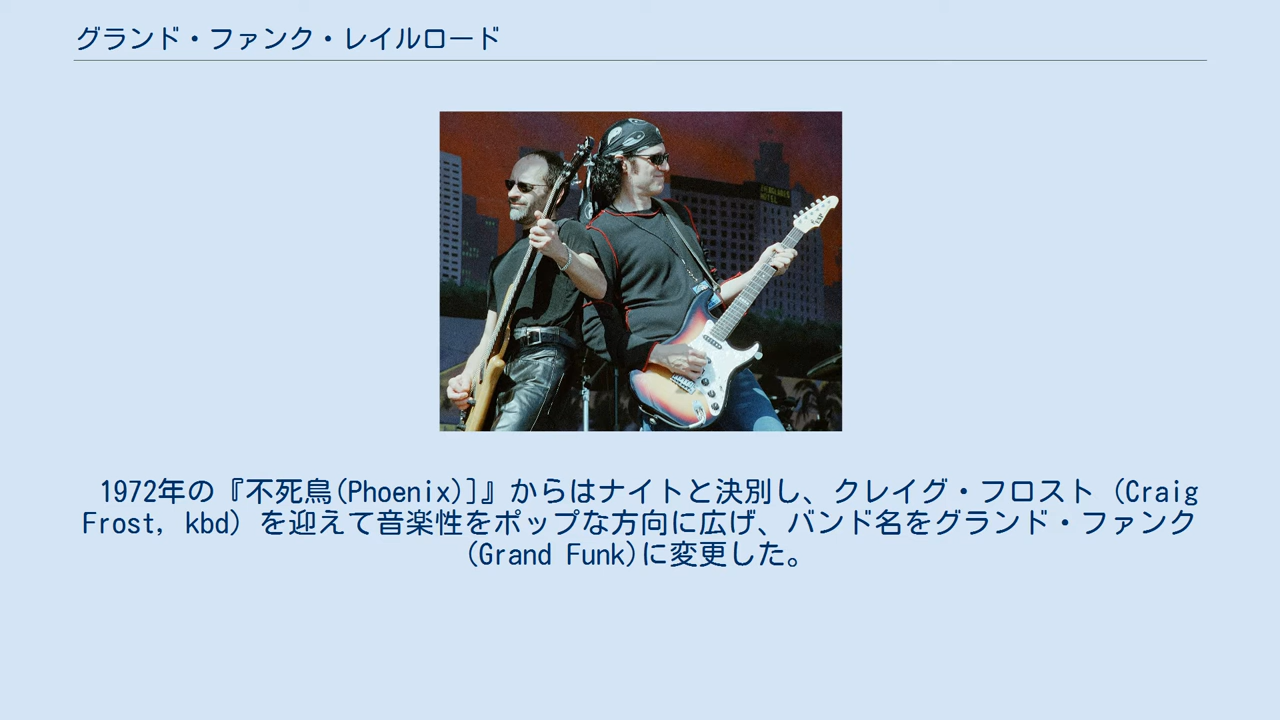 グランド・ファンク・レイルロード
EVERGLADES
HOTEL
ESP
1972年の『不死鳥(Phoenix)]』からはナイトと決別し、クレイグ・フロスト（Craig
Frost, kbd）を迎えて音楽性をポップな方向に広げ、バンド名をグランド・ファンク
(Grand Funk)に変更した。